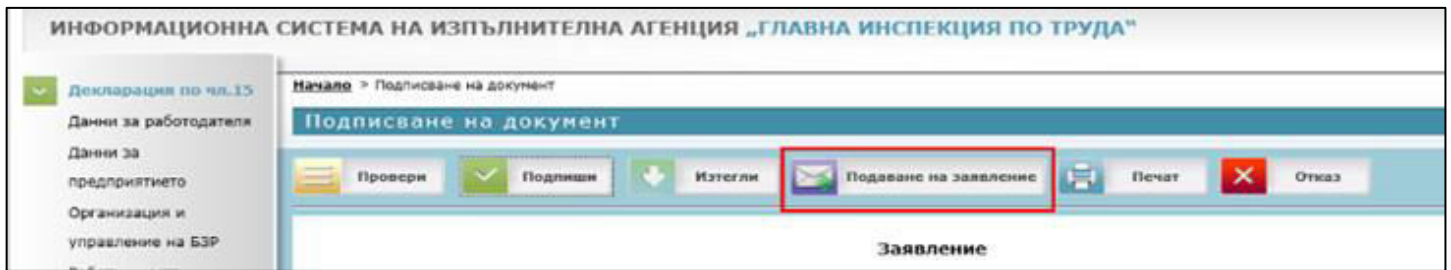 ИНФОРМАЦИОННА СИСТЕМА НА ИЗПЪЛНИТЕЛНА АГЕНЦИЯ „ГЛАВНА ИНСПЕКЦИЯ ПО ТРУДА“
Декларация по чл.15
Данни за работодателя
Данни за
предприятието
Организация и
управление на БЗР
Начало > Подписване на документ
Подписване на документ
Провери Подпиши Изтегли Подаване на заявление Печат Отказ
Заявление